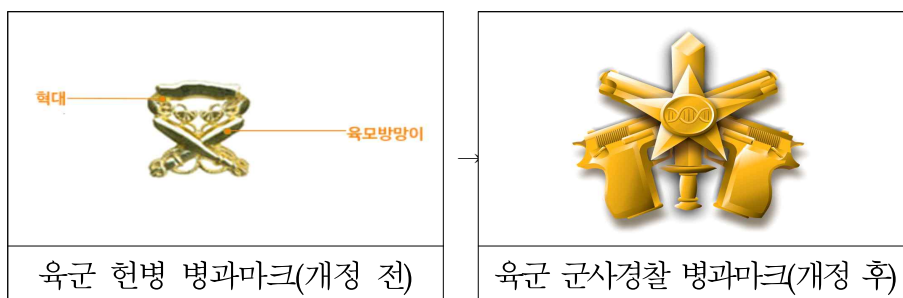 혁대
육모방망이
→
육군 헌병 병과마크(개정 전)
육군 군사경찰 병과마크(개정 후)